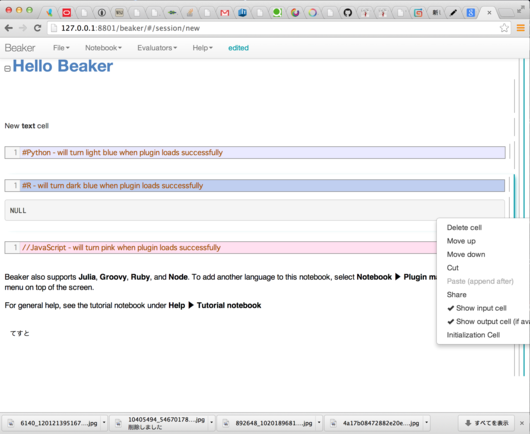 127.0.0.1:8801/beaker/#/session/new
Beaker File Notebook Evaluators Help edited
Hello Beaker
New text cell
1 #Python - will turn light blue when plugin loads successfully
1 #R - will turn dark blue when plugin loads successfully
NULL
1 //JavaScript - will turn pink when plugin loads successfully
Beaker also supports Julia, Groovy, Ruby, and Node. To add another language to this notebook, select Notebook ▶ Plugin m
menu on top of the screen.
For general help, see the tutorial notebook under Help ▶ Tutorial notebook
てすと
Delete cell
Move up
Move down
Cut
Paste (append after)
Share
✔ Show input cell
✔ Show output cell (if av
Initialization Cell
6140_120121395167....jpg
10405494_54670178....jpg
削除しました
892648_1020189681....jpg
4a17b08472882e20e....jpg
すべてを表示